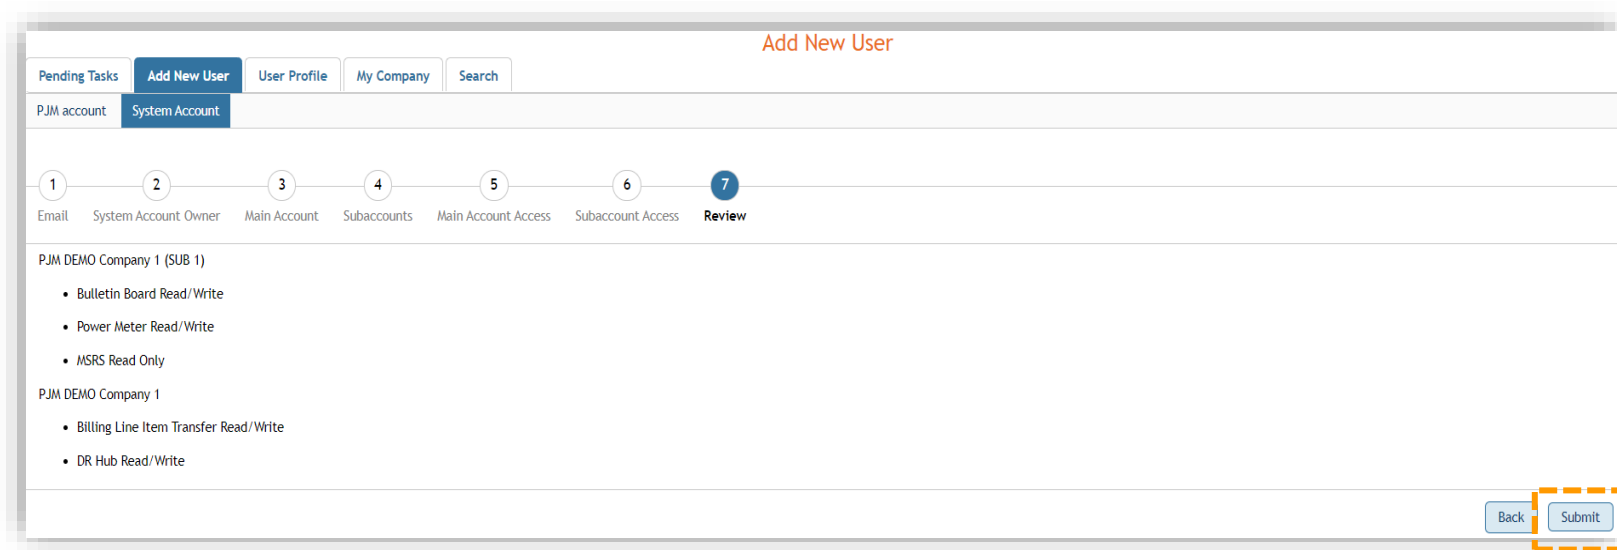 Add New User
Pending Tasks Add New User User Profile My Company Search
PJM account System Account
1 2 3 4 5 6 7
Email System Account Owner Main Account Subaccounts Main Account Access Subaccount Access Review
PJM DEMO Company 1 (SUB 1)
• Bulletin Board Read/Write
• Power Meter Read/Write
• MSRS Read Only
PJM DEMO Company 1
• Billing Line Item Transfer Read/Write
• DR Hub Read/Write
Back Submit